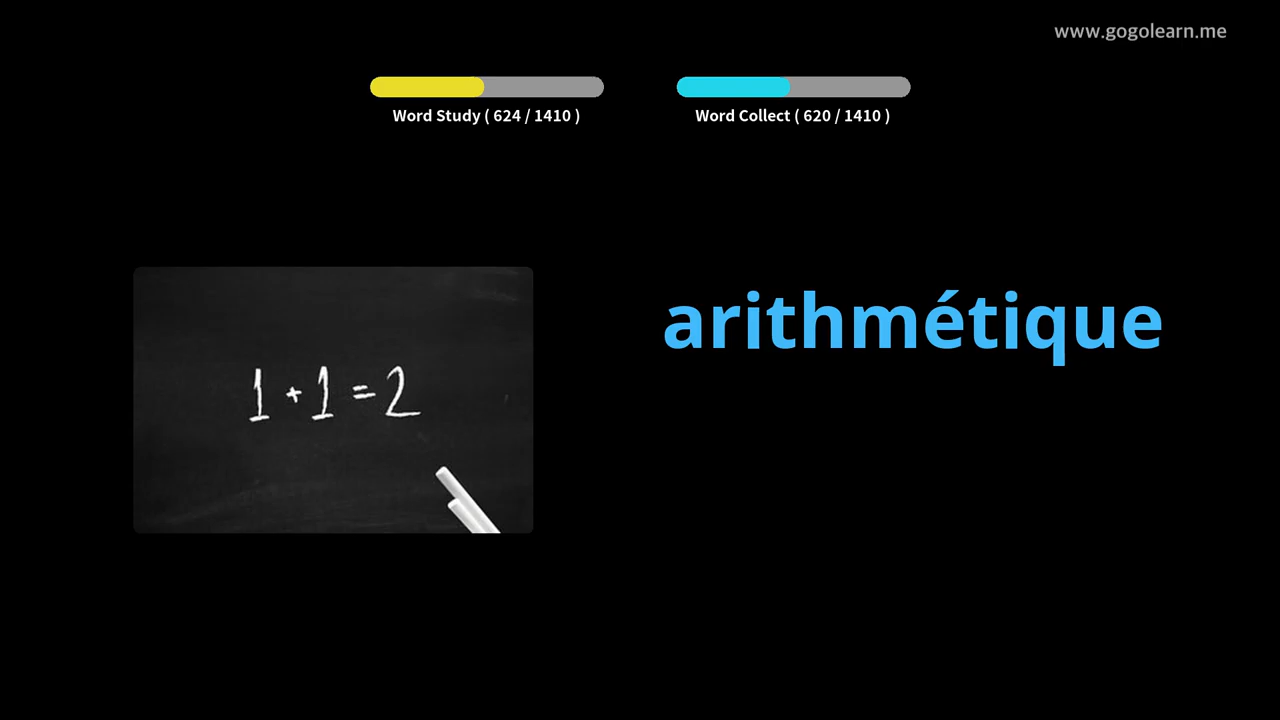 www.gogolearn.me
Word Study ( 624 / 1410 )
Word Collect ( 620 / 1410 )
arithmétique
1 + 1 = 2